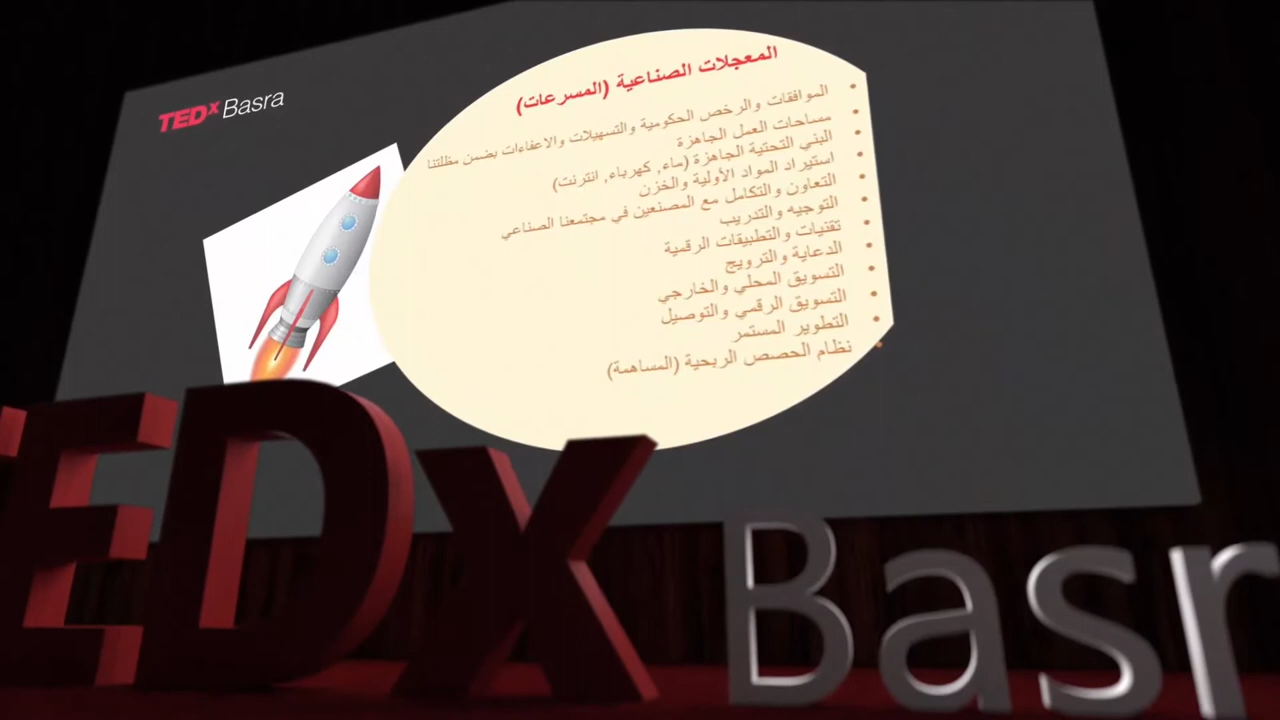 TEDx Basra
المعجلات الصناعية (المسرعات)
• الموافقات والرخص الحكومية والتسهيلات والاعفاءات بضمن مظلتنا
• مساحات العمل الجاهزة
• البنى التحتية الجاهزة (ماء, كهرباء, انترنت)
• استيراد المواد الأولية والخزن
• التعاون والتكامل مع المصنعين في مجتمعنا الصناعي
• التوجيه والتدريب
• تقنيات والتطبيقات الرقمية
• الدعاية والترويج
• التسويق المحلي والخارجي
• التسويق الرقمي والتوصيل
• التطوير المستمر
• نظام الحصص الربحية (المساهمة)
TEDx Basr